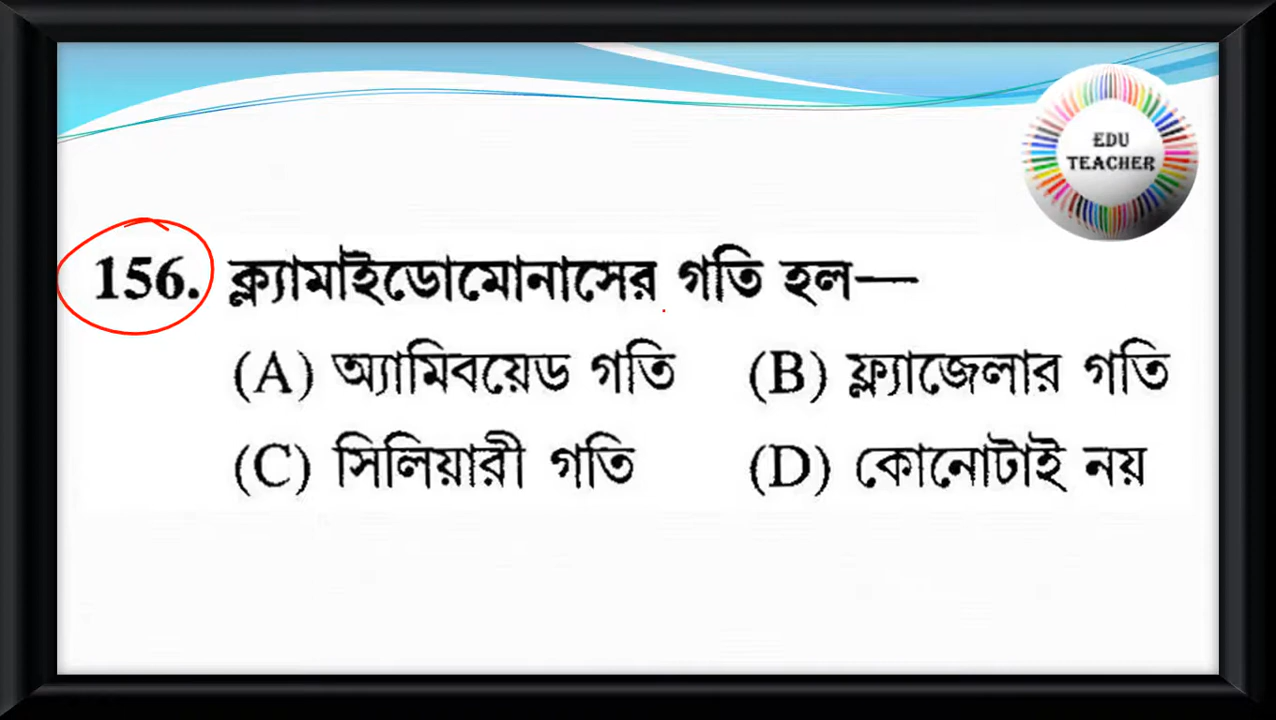 EDU
TEACHER
156. ক্ল্যামাইডোমোনাসের গতি হল—
(A) অ্যামিবয়েড গতি (B) ফ্ল্যাজেলার গতি
(C) সিলিয়ারী গতি (D) কোনোটাই নয়